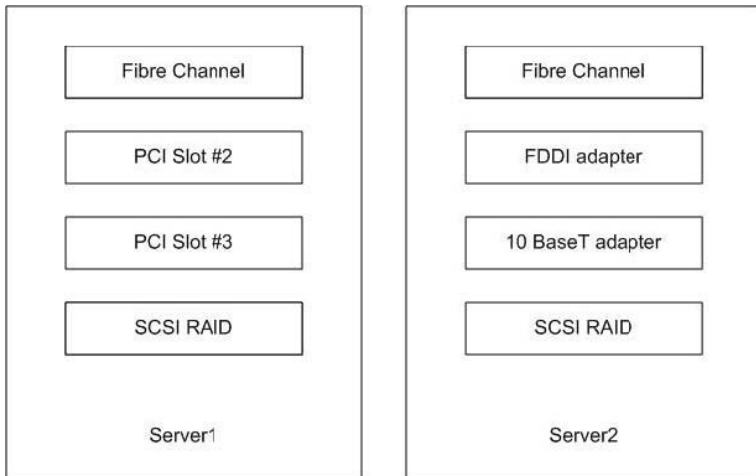 Fibre Channel
PCI Slot #2
PCI Slot #3
SCSI RAID
Server1
Fibre Channel
FDDI adapter
10 BaseT adapter
SCSI RAID
Server2